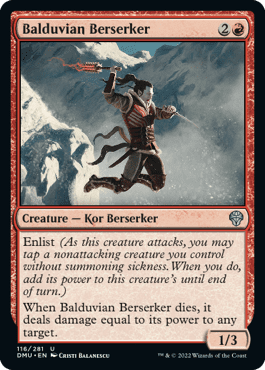 Balduvian Berserker 2
Creature — Kor Berserker
Enlist (As this creature attacks, you may
tap a nonattacking creature you control
without summoning sickness. When you do,
add its power to this creature's until end
of turn.)
When Balduvian Berserker dies, it
deals damage equal to its power to any
target.
1/3
116/281 U
DMU • EN Cristi Balanescu
™ & © 2022 Wizards of the Coast